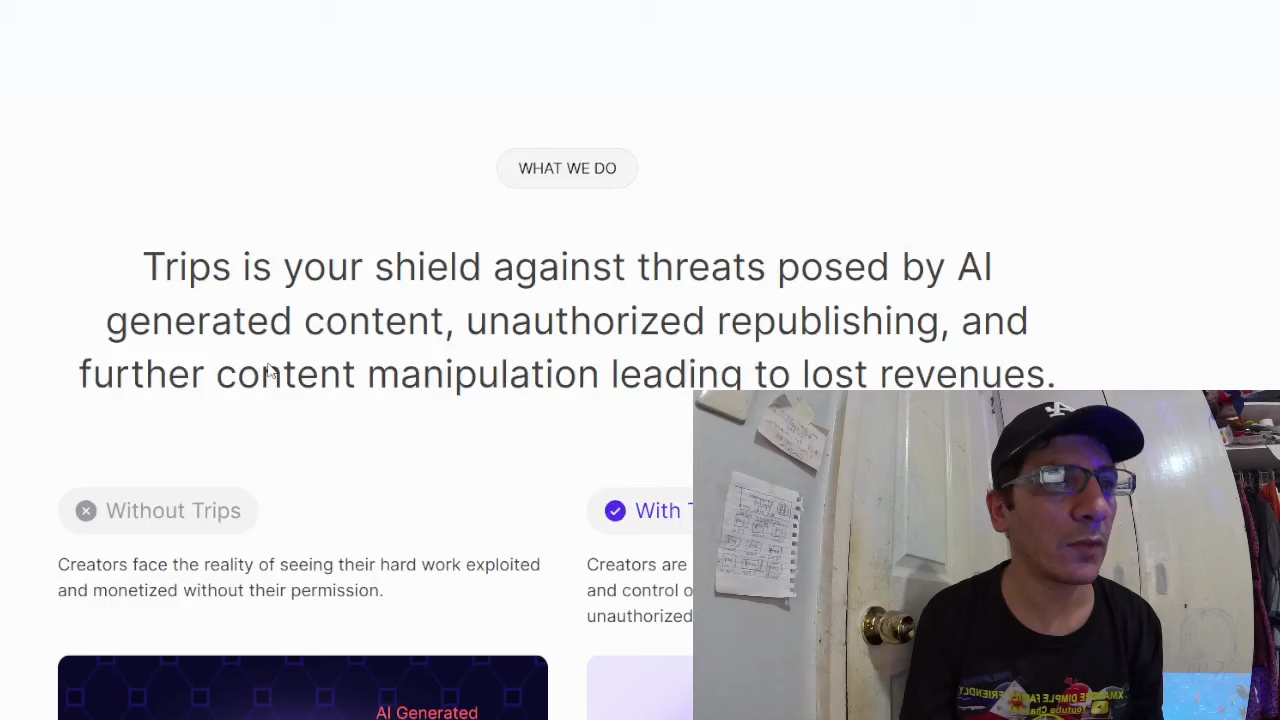 WHAT WE DO
Trips is your shield against threats posed by AI
generated content, unauthorized republishing, and
further content manipulation leading to lost revenues.
Without Trips
With
Creators face the reality of seeing their hard work exploited
and monetized without their permission.
Creators are
and control
unauthorized
AI Generated